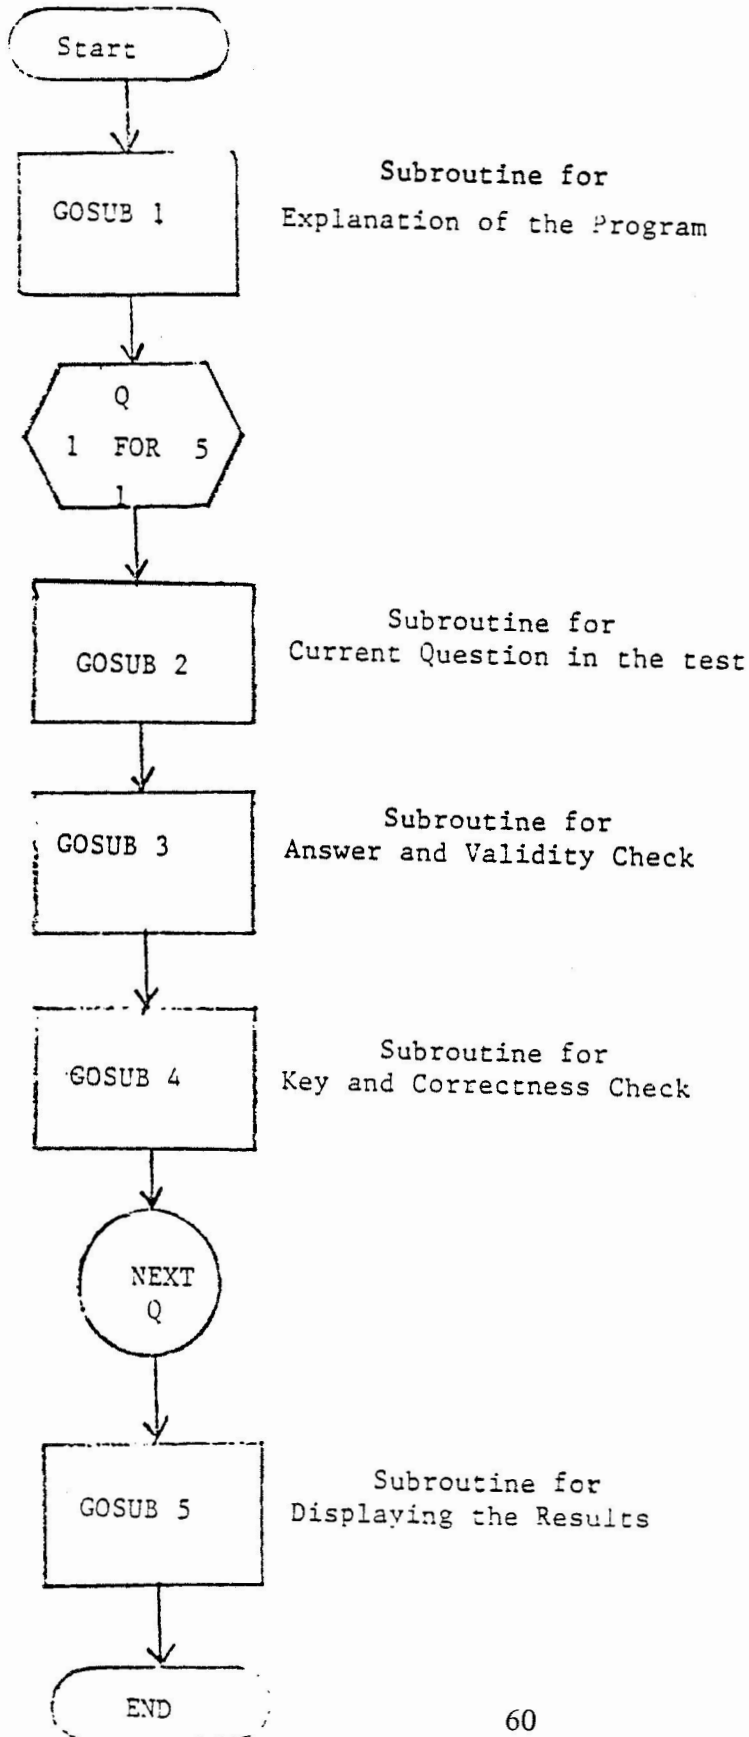 Start
GOSUB 1
Subroutine for
Explanation of the Program
Q
1 FOR 5
1
GOSUB 2
Subroutine for
Current Question in the test
GOSUB 3
Subroutine for
Answer and Validity Check
GOSUB 4
Subroutine for
Key and Correctness Check
NEXT
Q
GOSUB 5
Subroutine for
Displaying the Results
END
60